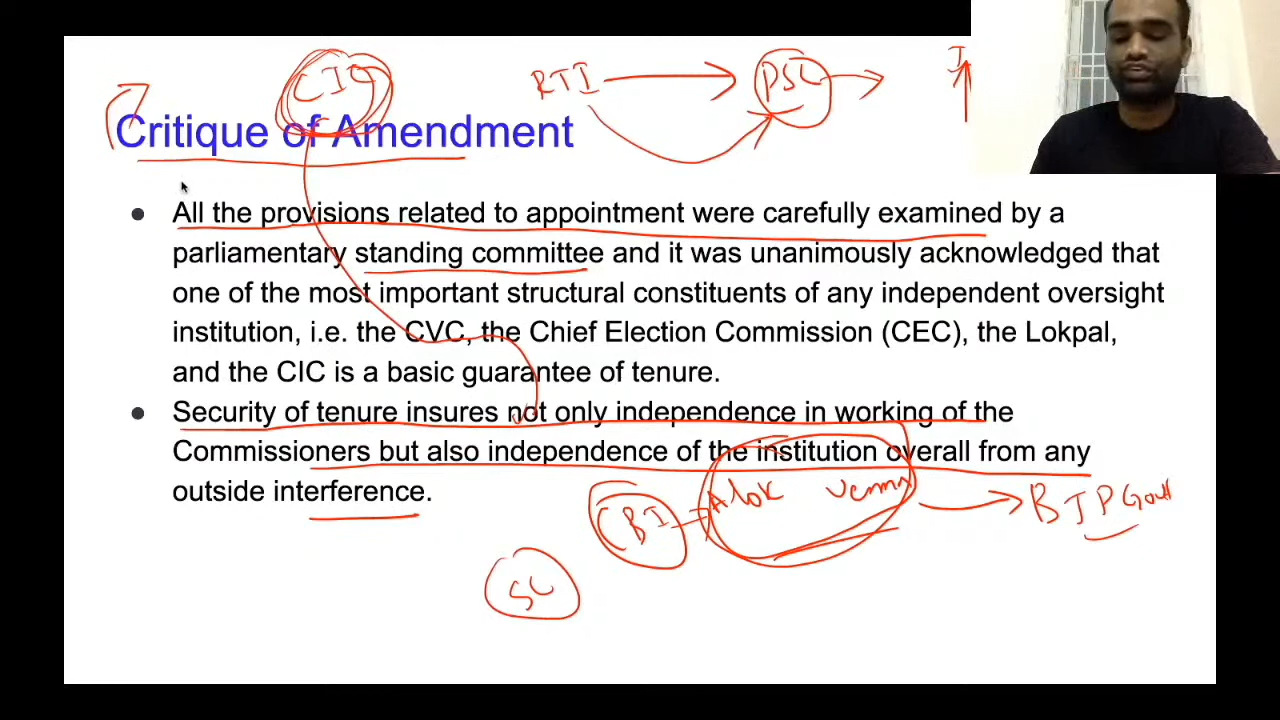 CIC
RTI
PSC
I
Critique of Amendment
All the provisions related to appointment were carefully examined by a
parliamentary standing committee and it was unanimously acknowledged that
one of the most important structural constituents of any independent oversight
institution, i.e. the CVC, the Chief Election Commission (CEC), the Lokpal,
and the CIC is a basic guarantee of tenure.
Security of tenure insures not only independence in working of the
Commissioners but also independence of the institution overall from any
outside interference.
CBI
Alok Verma
BJP Govt
SC